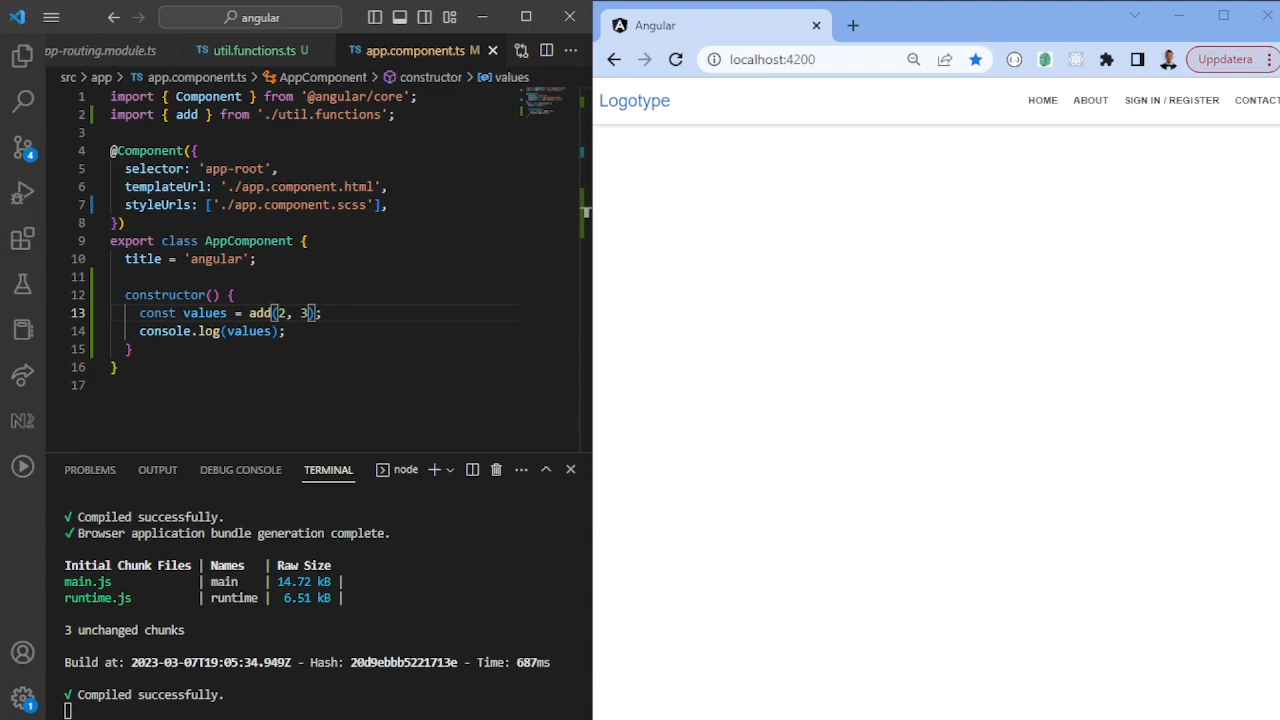 angular
app-routing.module.ts
util.functions.ts U
app.component.ts M
src > app > app.component.ts > AppComponent > constructor > values
1 import { Component } from '@angular/core';
2 import { add } from './util.functions';
3
4 @Component({
5 selector: 'app-root',
6 templateUrl: './app.component.html',
7 styleUrls: ['./app.component.scss'],
8 })
9 export class AppComponent {
10 title = 'angular';
11
12 constructor() {
13 const values = add(2, 3);
14 console.log(values);
15 }
16 }
17
4
1
PROBLEMS OUTPUT DEBUG CONSOLE TERMINAL node
√ Compiled successfully.
✓ Browser application bundle generation complete.
Initial Chunk Files | Names | Raw Size
main.js | main | 14.72 kB |
runtime.js | runtime | 6.51 kB |
3 unchanged chunks
Build at: 2023-03-07T19:05:34.949Z - Hash: 20d9ebbb5221713e - Time: 687ms
√ Compiled successfully.
Angular
localhost:4200
Uppdatera
Logotype
HOME ABOUT SIGN IN / REGISTER CONTACT